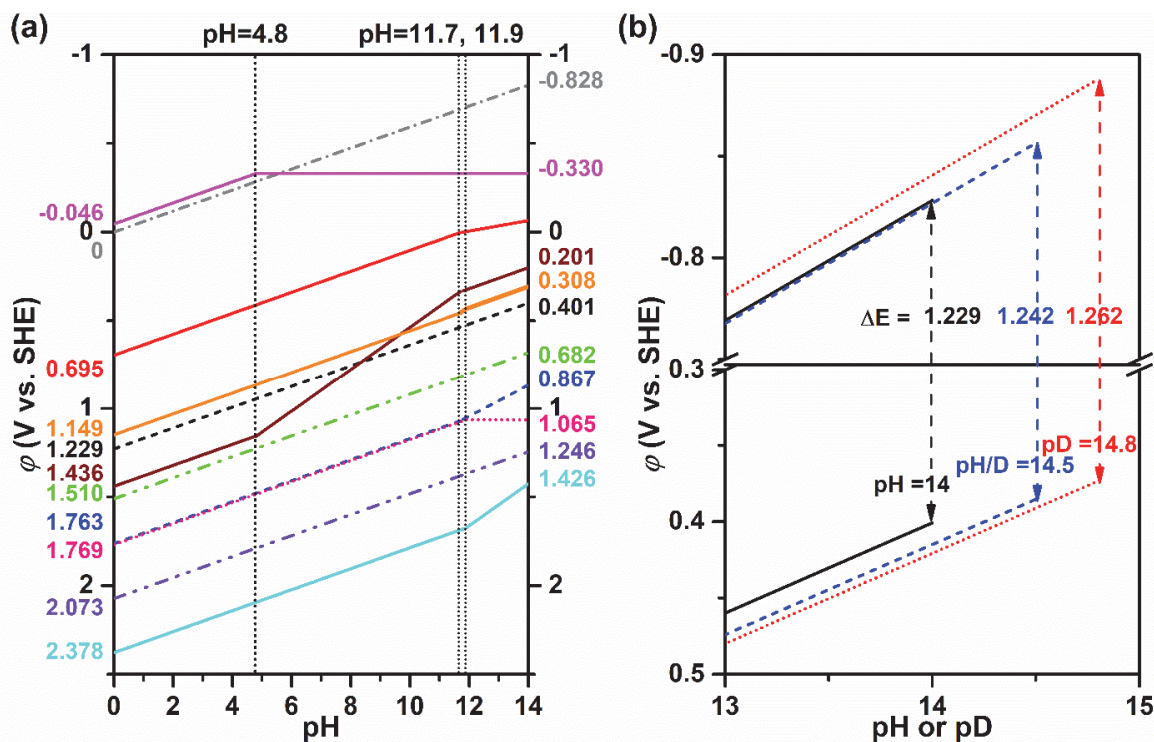 (a)
pH=4.8
pH=11.7, 11.9
-1
0
1
2
φ (V vs. SHE)
-0.046
0
0.695
1.149
1.229
1.436
1.510
1.763
1.769
2.073
2.378
-1
0
1
2
-0.828
-0.330
0.201
0.308
0.401
0.682
0.867
1.065
1.246
1.426
0 2 4 6 8 10 12 14
pH
(b)
-0.9
-0.8
0.3
0.4
0.5
φ (V vs. SHE)
ΔE = 1.229 1.242 1.262
pD =14.8
pH/D =14.5
pH =14
13 14 15
pH or pD